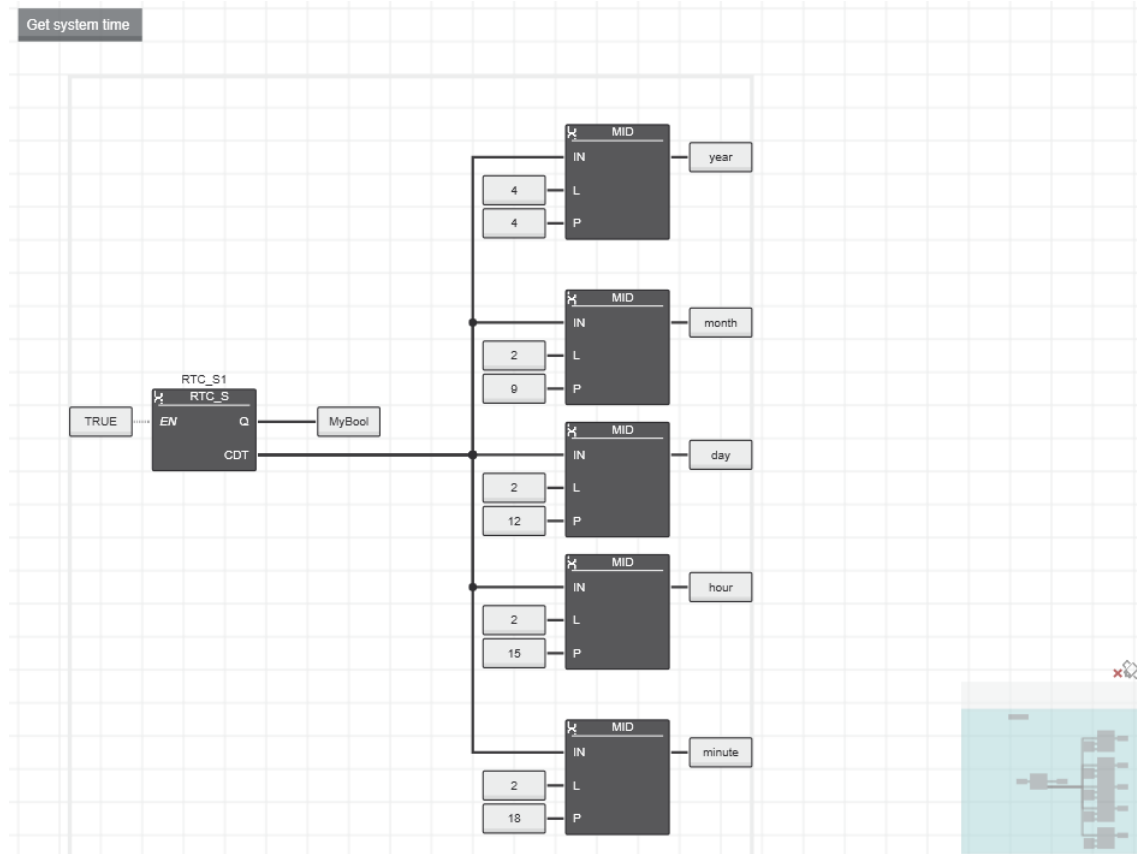 Get system time
MID
IN
year
4
L
4
P
MID
IN
month
2
L
9
P
RTC_S1
RTC_S
TRUE
EN
Q
MyBool
CDT
MID
IN
day
2
L
12
P
MID
IN
hour
2
L
15
P
MID
IN
minute
2
L
18
P